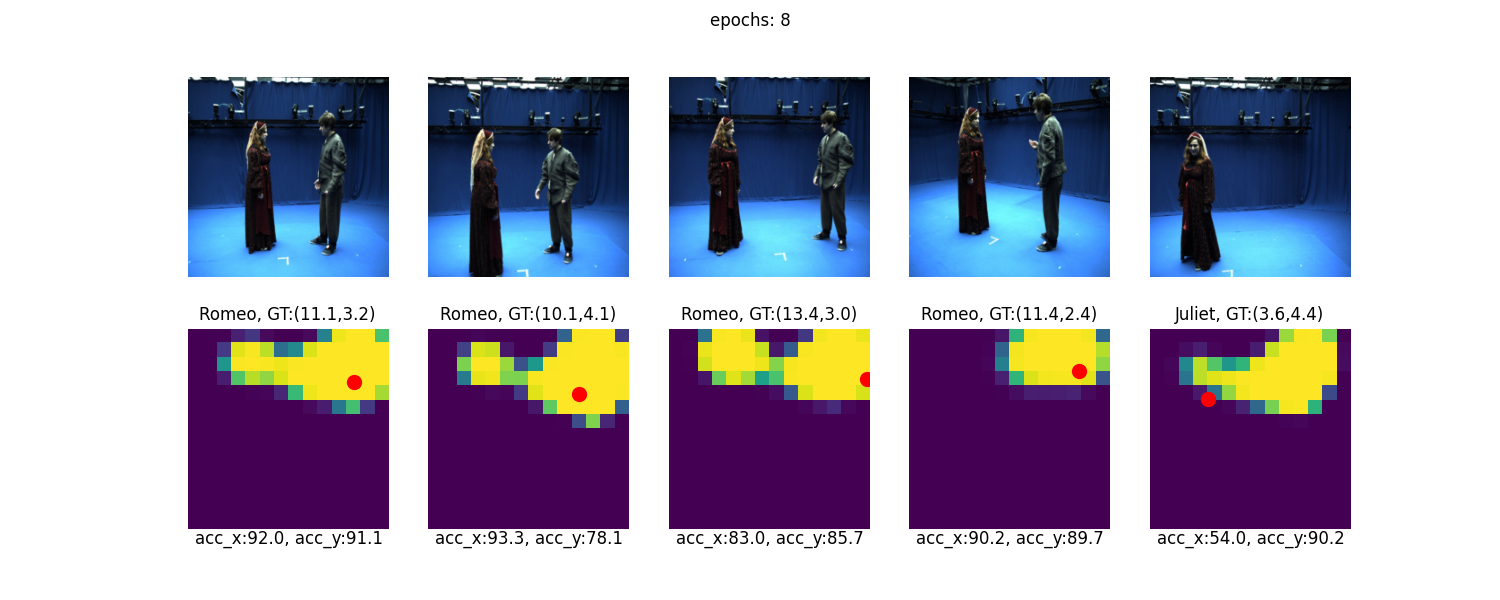 epochs: 8
Romeo, GT:(11.1,3.2)
Romeo, GT:(10.1,4.1)
Romeo, GT:(13.4,3.0)
Romeo, GT:(11.4,2.4)
Juliet, GT:(3.6,4.4)
acc_x:92.0, acc_y:91.1
acc_x:93.3, acc_y:78.1
acc_x:83.0, acc_y:85.7
acc_x:90.2, acc_y:89.7
acc_x:54.0, acc_y:90.2